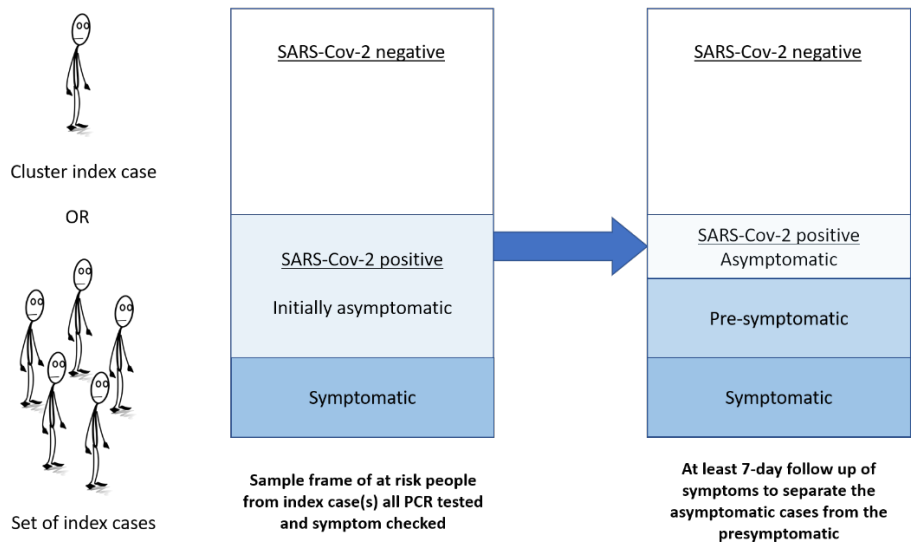 Cluster index case
OR
Set of index cases
SARS-Cov-2 negative
SARS-Cov-2 positive
Initially asymptomatic
Symptomatic
Sample frame of at risk people
from index case(s) all PCR tested
and symptom checked
SARS-Cov-2 negative
SARS-Cov-2 positive
Asymptomatic
Pre-symptomatic
Symptomatic
At least 7-day follow up of
symptoms to separate the
asymptomatic cases from the
presymptomatic